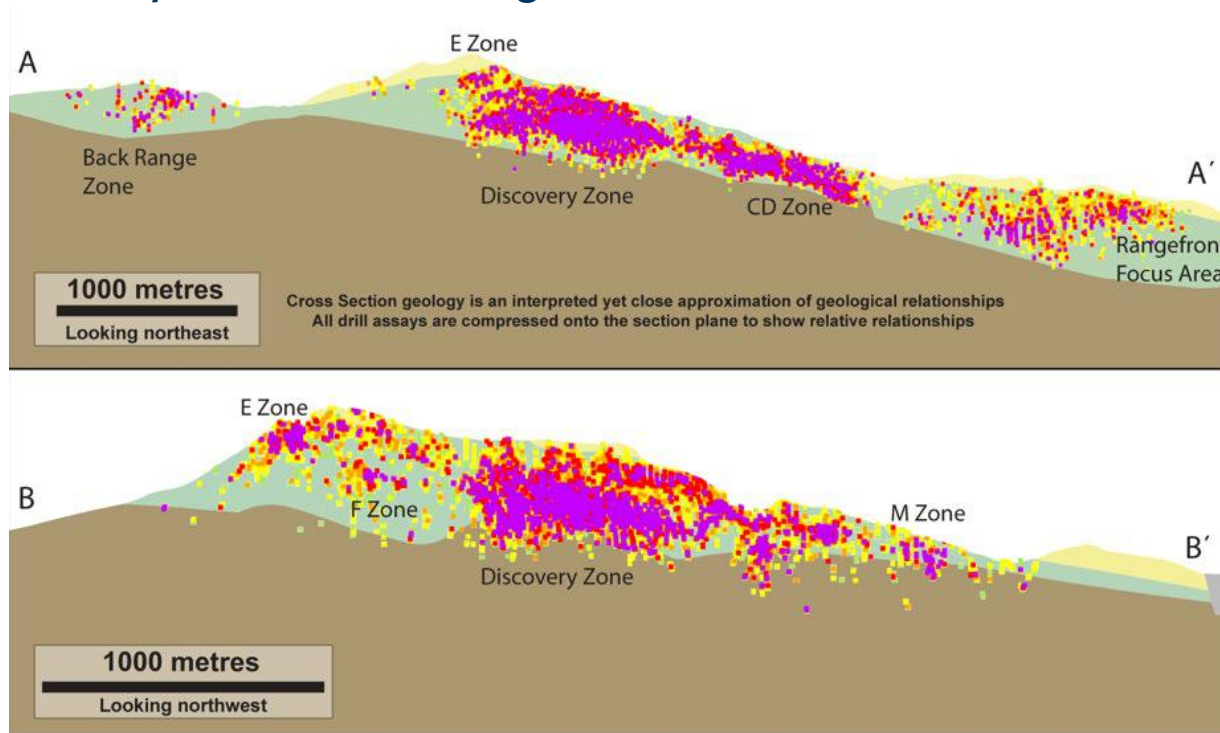 E Zone
A
A´
Back Range
Zone
Discovery Zone
CD Zone
Rangefron
Focus Area
1000 metres
Looking northeast
Cross Section geology is an interpreted yet close approximation of geological relationships
All drill assays are compressed onto the section plane to show relative relationships
E Zone
B
F Zone
M Zone
B´
Discovery Zone
1000 metres
Looking northwest